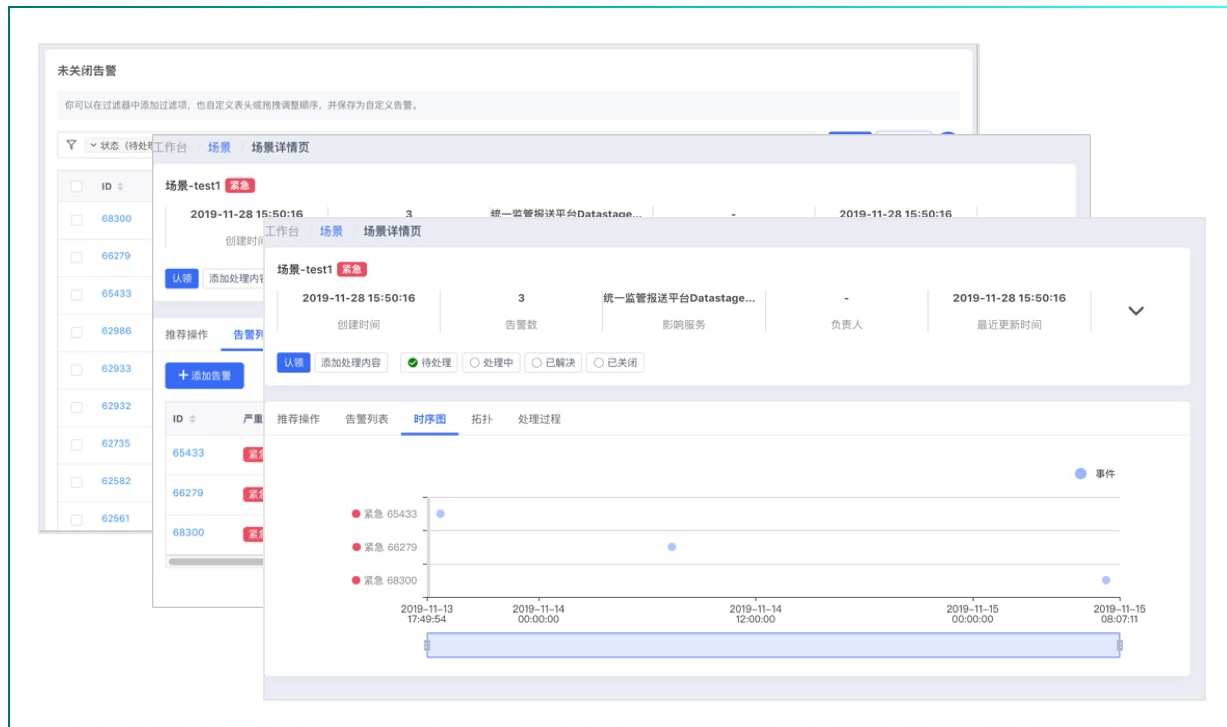 未关闭告警
你可以在过滤器中添加过滤项，也自定义表头或拖拽调整顺序，并保存为自定义告警。
状态（待处理
ID
68300
66279
65433
62986
62933
62932
62735
62582
62561
工作台 场景 场景详情页
场景-test1 紧急
2019-11-28 15:50:16 3 统一监管报送平台Datastage... - 2019-11-28 15:50:16
创建时间
认领 添加处理内容
推荐操作 告警列
+ 添加告警
ID 严重
65433 紧急
66279 紧急
68300 紧急
工作台 / 场景 / 场景详情页
场景-test1 紧急
2019-11-28 15:50:16 3 统一监管报送平台Datastage... - 2019-11-28 15:50:16
创建时间 告警数 影响服务 负责人 最近更新时间
认领 添加处理内容 待处理 处理中 已解决 已关闭
推荐操作 告警列表 时序图 拓扑 处理过程
事件
紧急 65433
紧急 66279
紧急 68300
2019-11-13 2019-11-14 2019-11-14 2019-11-15 2019-11-15
17:49:54 00:00:00 12:00:00 00:00:00 08:07:11